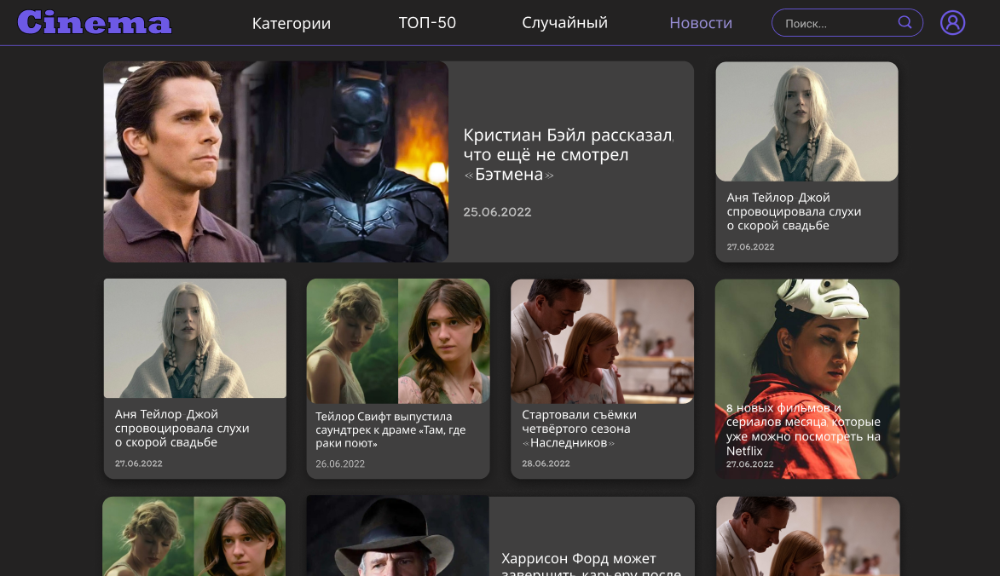 Cinema
Категории
ТОП-50
Случайный
Новости
Поиск...
Кристиан Бэйл рассказал,
что ещё не смотрел
«Бэтмена»
25.06.2022
Аня Тейлор-Джой
спровоцировала слухи
о скорой свадьбе
27.06.2022
Аня Тейлор-Джой
спровоцировала слухи
о скорой свадьбе
27.06.2022
Тейлор Свифт выпустила
саундтрек к драме «Там, где
раки поют»
26.06.2022
Стартовали съёмки
четвёртого сезона
«Наследников»
28.06.2022
8 новых фильмов и
сериалов месяца которые
уже можно посмотреть на
Netflix
27.06.2022
Харрисон Форд может
завершить карьеру после